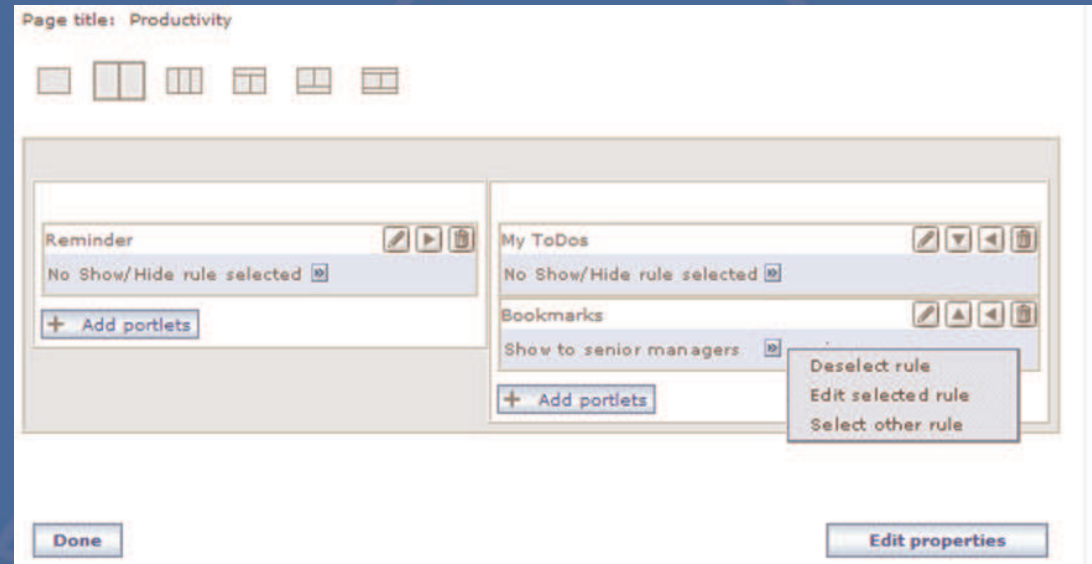 Page title: Productivity
Reminder
No Show/Hide rule selected
+ Add portlets
My ToDos
No Show/Hide rule selected
Bookmarks
Show to senior managers
Deselect rule
Edit selected rule
Select other rule
+ Add portlets
Done
Edit properties